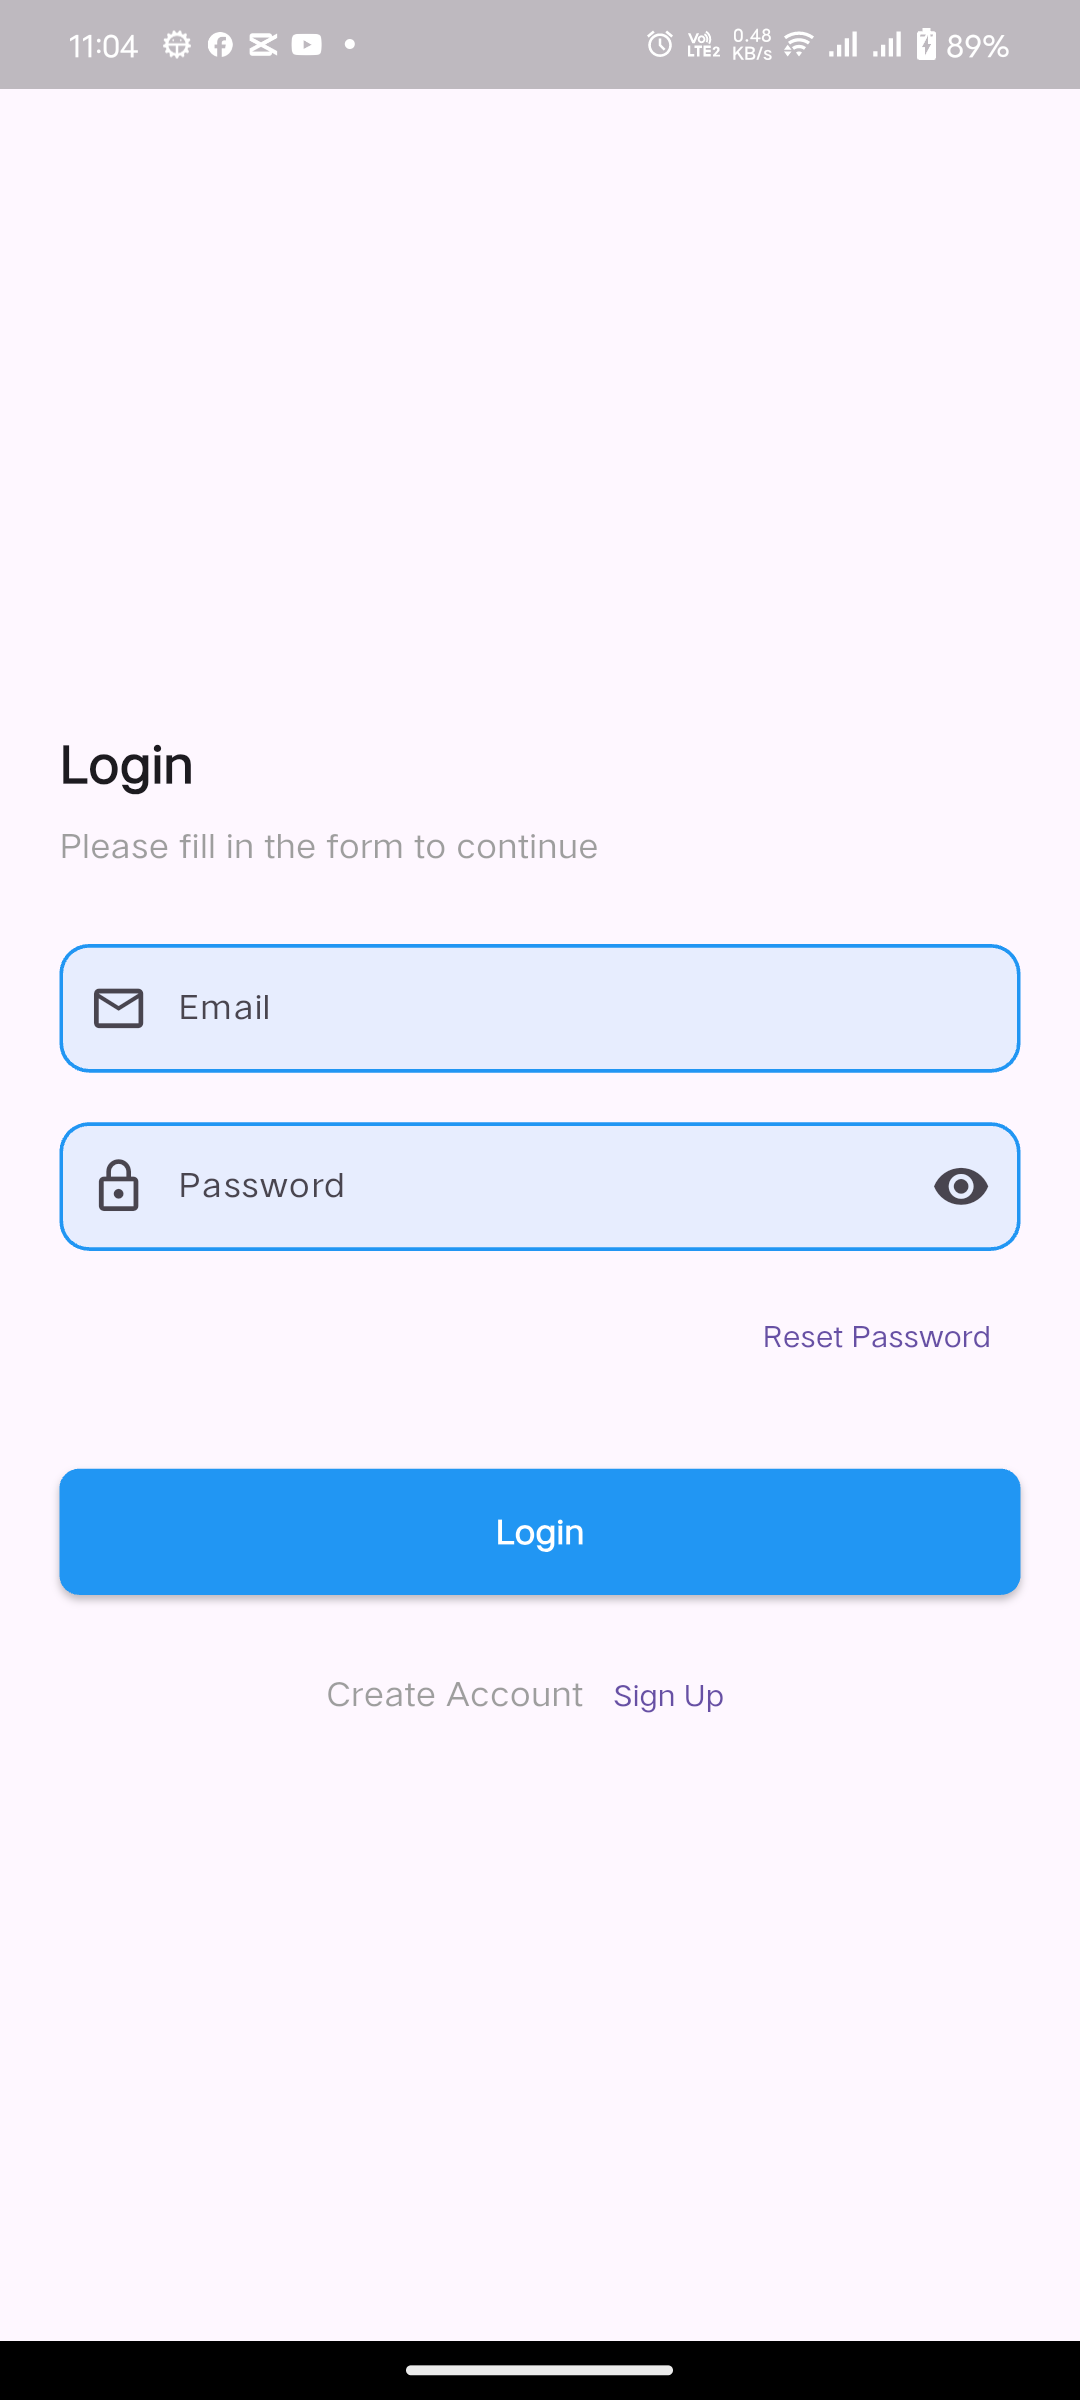 11:04 Vo) LTE2 0.48 KB/s 89%
Login
Please fill in the form to continue
Email
Password
Reset Password
Login
Create Account Sign Up